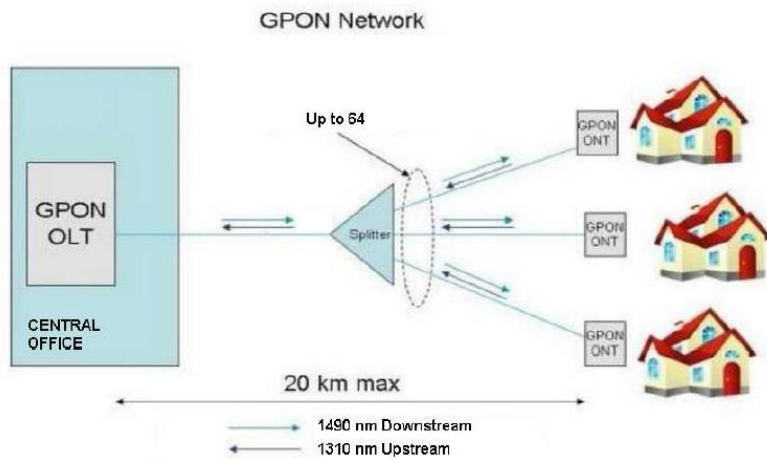 GPON Network
Up to 64
GPON
ONT
GPON
OLT
Splitter
GPON
ONT
CENTRAL
OFFICE
GPON
ONT
20 km max
1490 nm Downstream
1310 nm Upstream